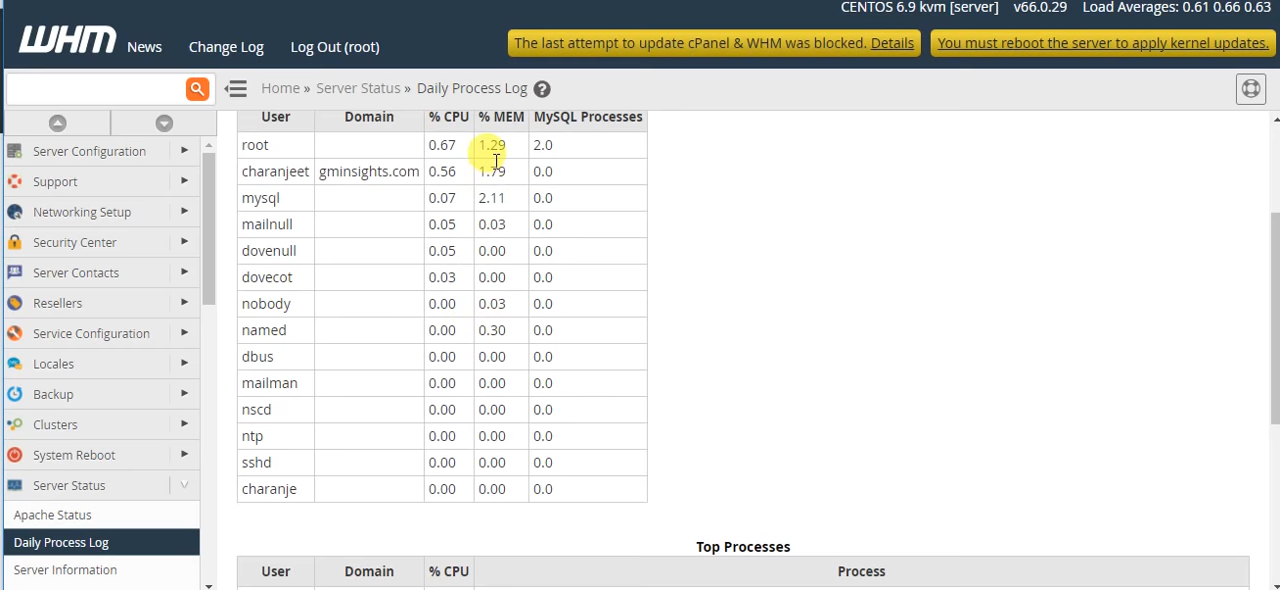 CENTOS 6.9 kvm [server] v66.0.29 Load Averages: 0.61 0.66 0.63
WHM News Change Log Log Out (root)
The last attempt to update cPanel & WHM was blocked. Details
You must reboot the server to apply kernel updates.
Home » Server Status » Daily Process Log
Server Configuration
Support
Networking Setup
Security Center
Server Contacts
Resellers
Service Configuration
Locales
Backup
Clusters
System Reboot
Server Status
Apache Status
Daily Process Log
Server Information
User Domain % CPU % MEM MySQL Processes
root 0.67 1.29 2.0
charanjeet gminsights.com 0.56 1.79 0.0
mysql 0.07 2.11 0.0
mailnull 0.05 0.03 0.0
dovenull 0.05 0.00 0.0
dovecot 0.03 0.00 0.0
nobody 0.00 0.03 0.0
named 0.00 0.30 0.0
dbus 0.00 0.00 0.0
mailman 0.00 0.00 0.0
nscd 0.00 0.00 0.0
ntp 0.00 0.00 0.0
sshd 0.00 0.00 0.0
charanje 0.00 0.00 0.0
Top Processes
User Domain % CPU Process